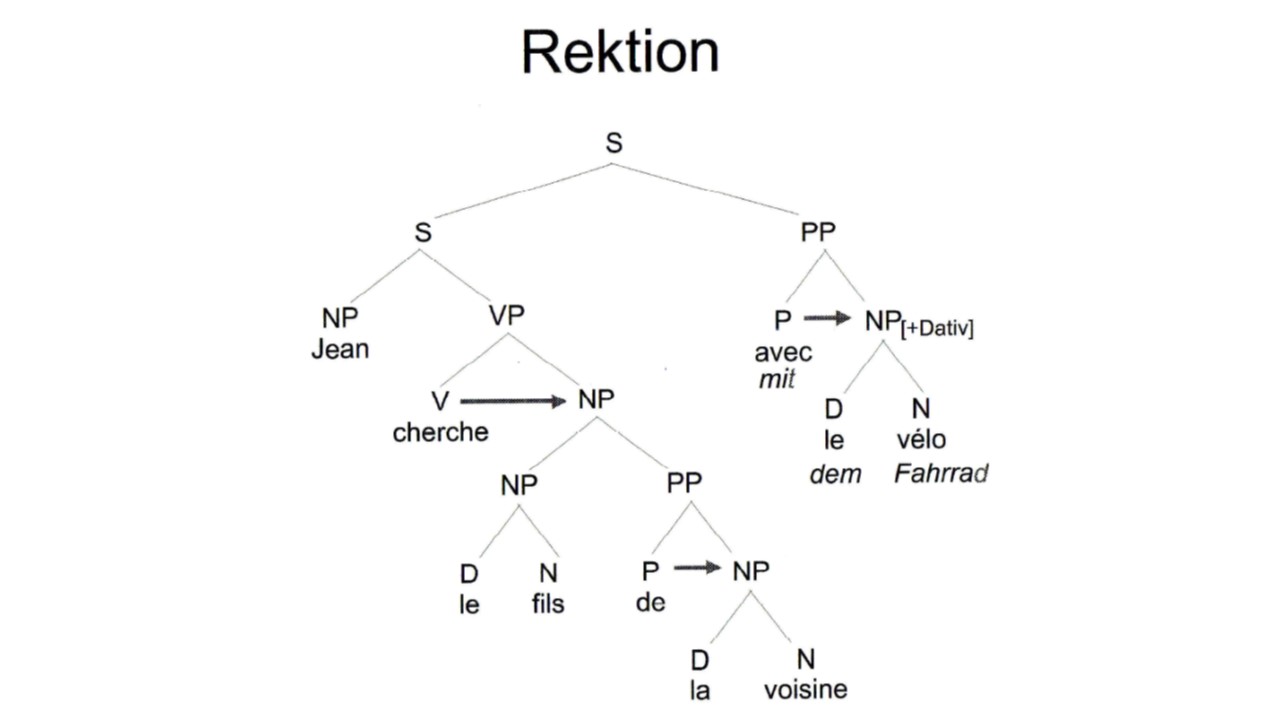 Rektion
S
S PP
NP VP P NP[+Dativ]
Jean avec
mit
V NP D N
cherche le vélo
dem Fahrrad
NP PP
D N P NP
le fils de
D N
la voisine